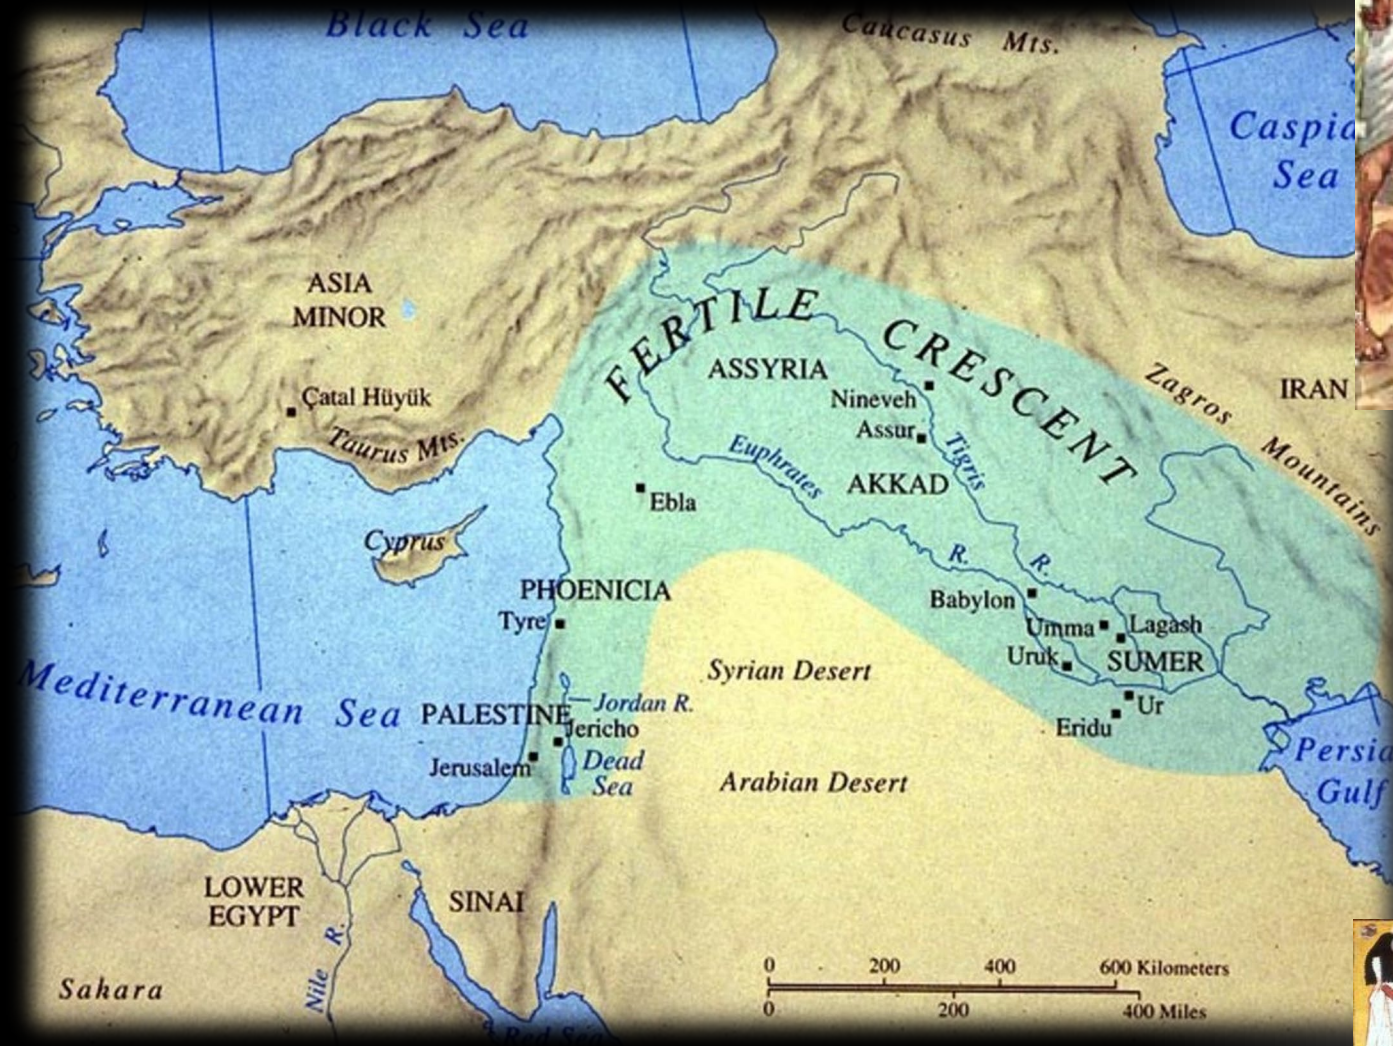 Black Sea
Caucasus Mts.
Caspia
Sea
ASIA
MINOR
FERTILE CRESCENT
ASSYRIA
Zagros Mountains
IRAN
Nineveh
Çatal Hüyük
Assur
Taurus Mts.
Tigris R.
Euphrates R.
AKKAD
Ebla
Cyprus
PHOENICIA
Tyre
Babylon
Umma
Lagash
Uruk
SUMER
Syrian Desert
Mediterranean Sea
Jordan R.
PALESTINE
Jericho
Ur
Eridu
Jerusalem
Dead
Sea
Persia
Gulf
Arabian Desert
LOWER
EGYPT
SINAI
Nile R.
Sahara
0 200 400 600 Kilometers
0 200 400 Miles
Red Sea